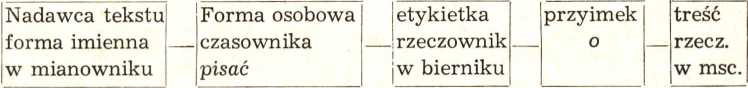 Nadawca tekstu
forma imienna
w mianowniku
Forma osobowa
czasownika
pisać
etykietka
rzeczownik
w bierniku
przyimek
o
treść
rzecz.
w msc.